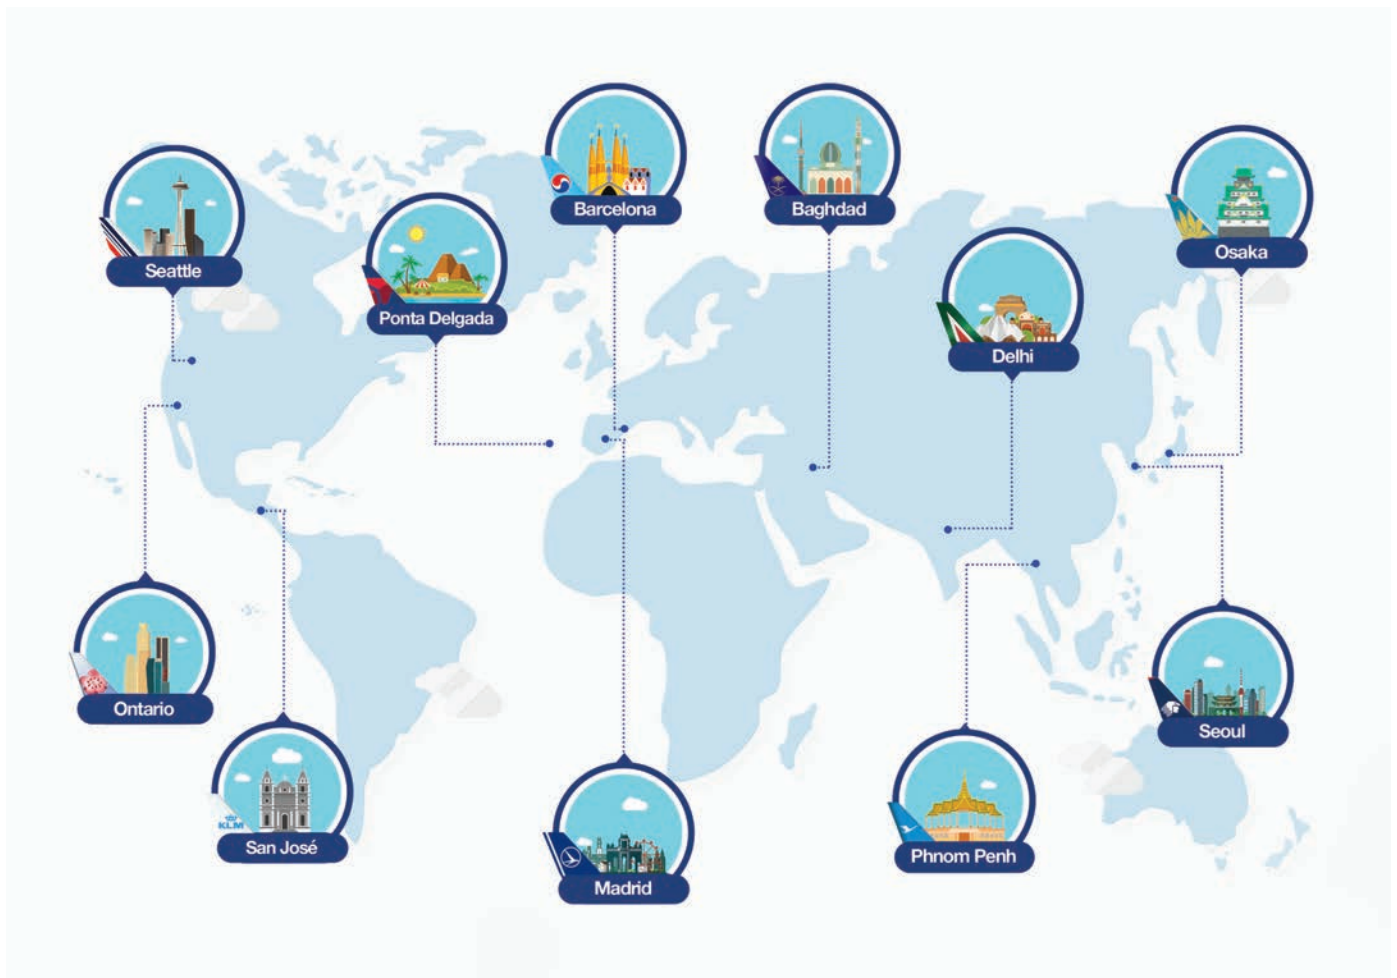 Barcelona
Baghdad
Seattle
Osaka
Ponta Delgada
Delhi
Ontario
Seoul
KLM
San José
Phnom Penh
Madrid